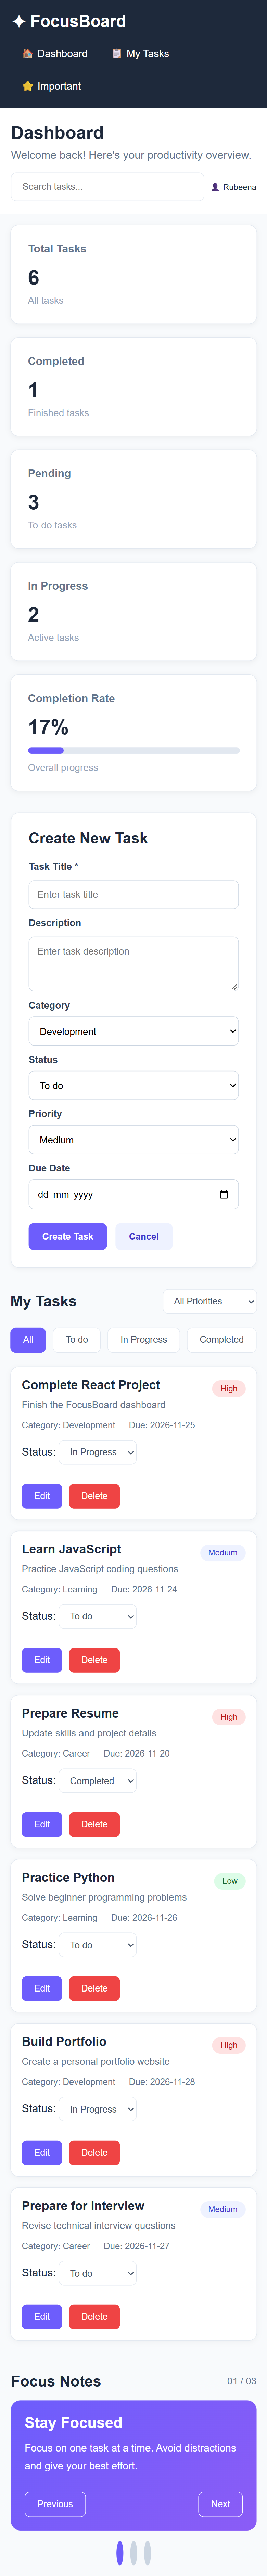 FocusBoard
Dashboard
My Tasks
Important
Dashboard
Welcome back! Here's your productivity overview.
Search tasks...
Rubeena
Total Tasks
6
All tasks
Completed
1
Finished tasks
Pending
3
To-do tasks
In Progress
2
Active tasks
Completion Rate
17%
Overall progress
Create New Task
Task Title *
Enter task title
Description
Enter task description
Category
Development
Status
To do
Priority
Medium
Due Date
dd-mm-yyyy
Create Task Cancel
My Tasks All Priorities
All To do In Progress Completed
Complete React Project High
Finish the FocusBoard dashboard
Category: Development Due: 2026-11-25
Status: In Progress
Edit Delete
Learn JavaScript Medium
Practice JavaScript coding questions
Category: Learning Due: 2026-11-24
Status: To do
Edit Delete
Prepare Resume High
Update skills and project details
Category: Career Due: 2026-11-20
Status: Completed
Edit Delete
Practice Python Low
Solve beginner programming problems
Category: Learning Due: 2026-11-26
Status: To do
Edit Delete
Build Portfolio High
Create a personal portfolio website
Category: Development Due: 2026-11-28
Status: In Progress
Edit Delete
Prepare for Interview Medium
Revise technical interview questions
Category: Career Due: 2026-11-27
Status: To do
Edit Delete
Focus Notes 01 / 03
Stay Focused
Focus on one task at a time. Avoid distractions
and give your best effort.
Previous Next